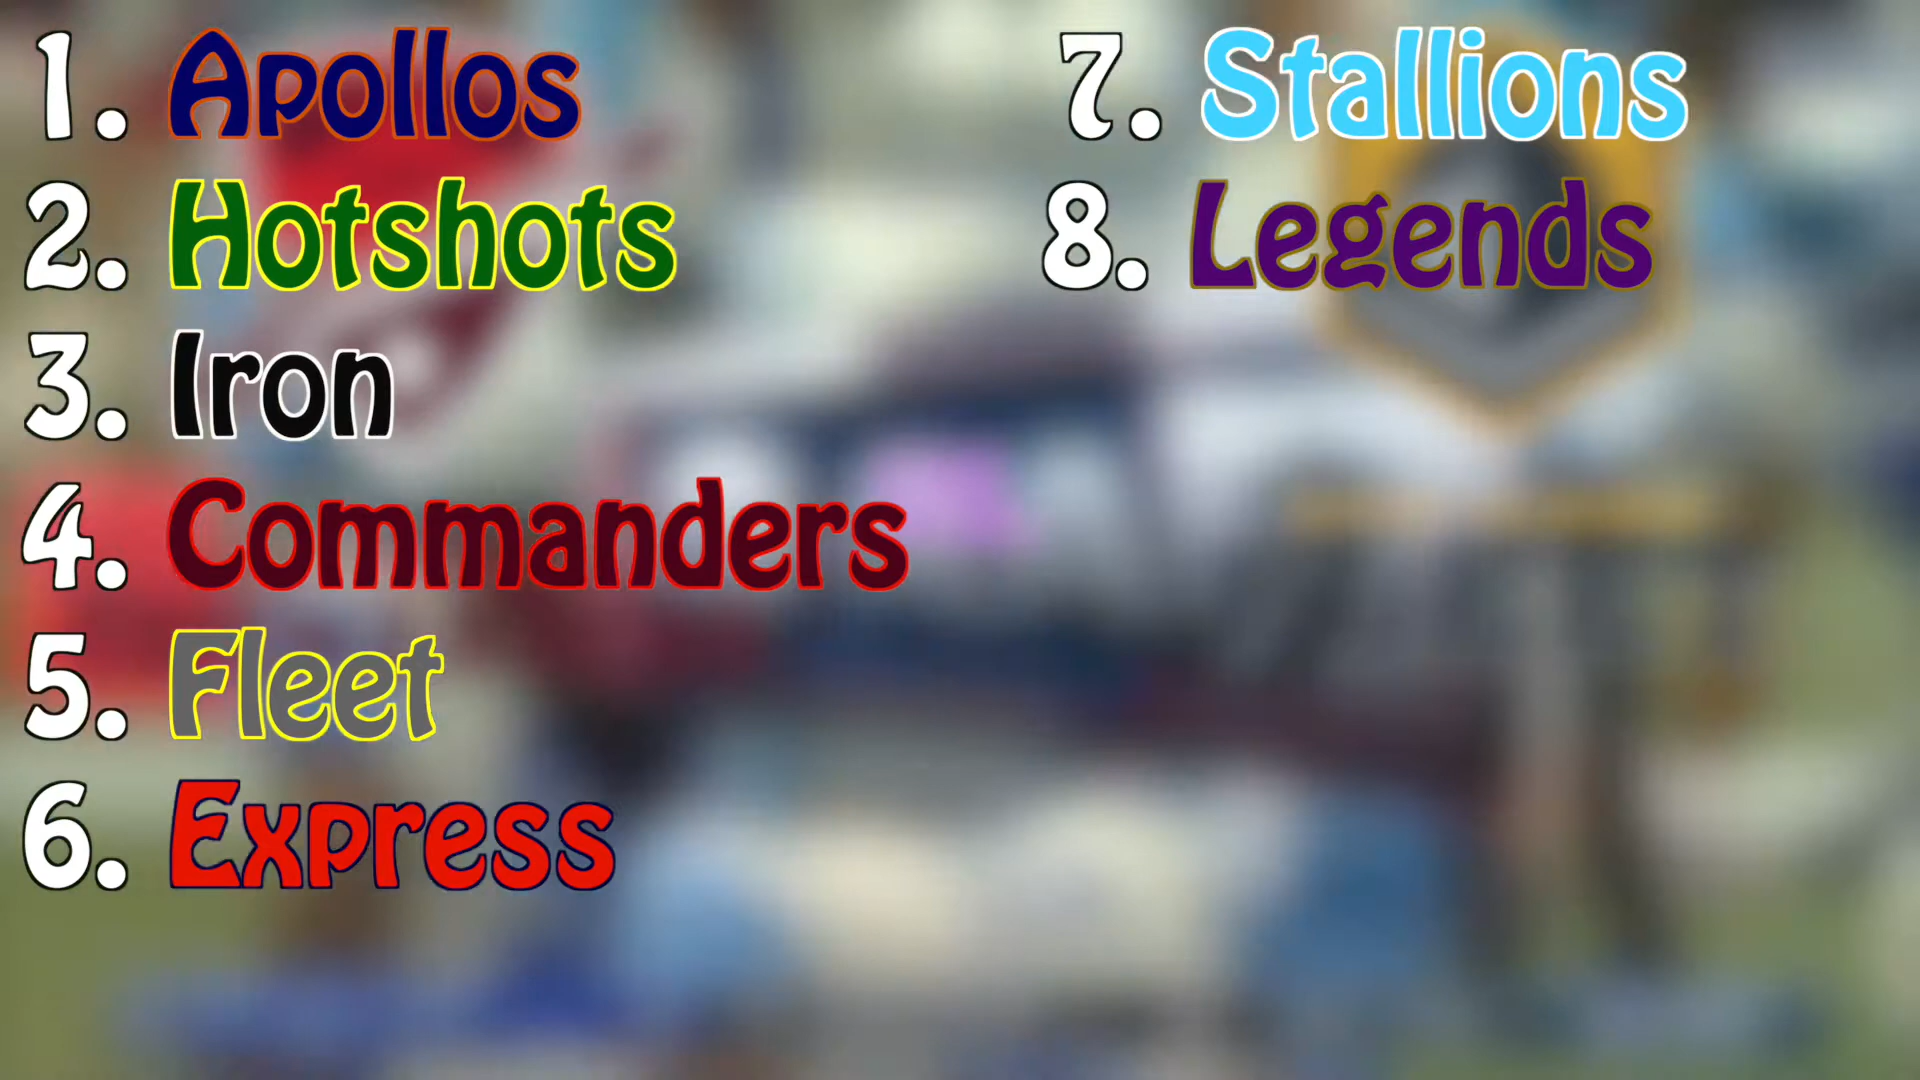 1. Apollos
2. Hotshots
3. Iron
4. Commanders
5. Fleet
6. Express
7. Stallions
8. Legends